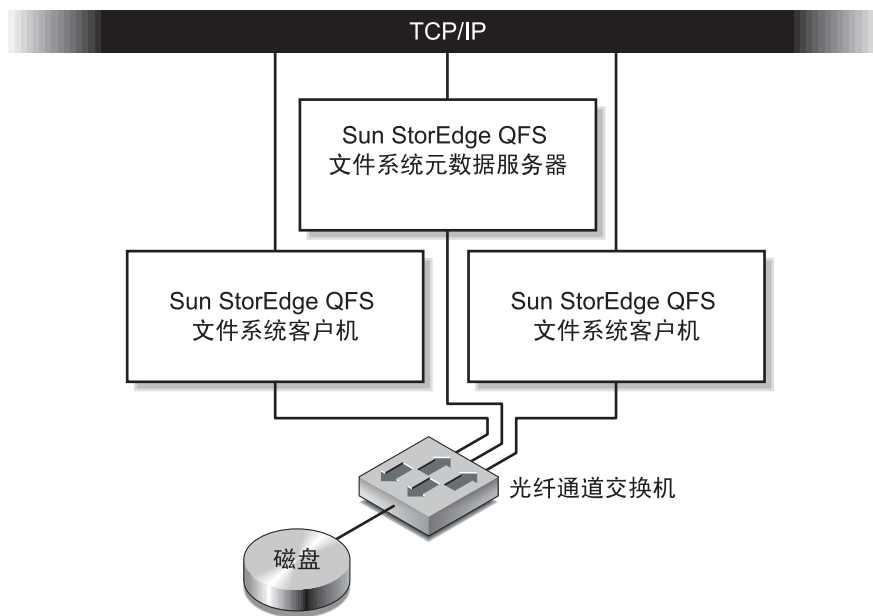 TCP/IP
Sun StorEdge QFS
文件系统元数据服务器
Sun StorEdge QFS
文件系统客户机
Sun StorEdge QFS
文件系统客户机
光纤通道交换机
磁盘